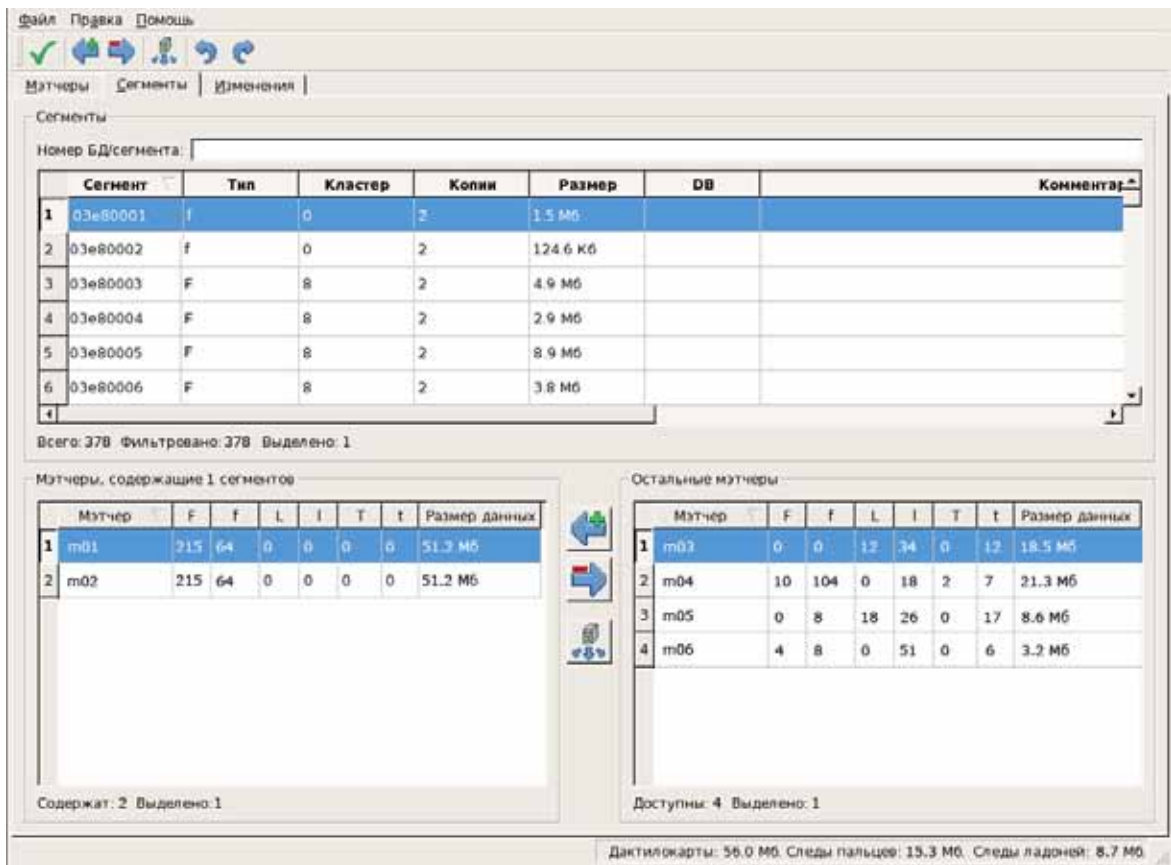 Файл Правка Помощь
Мэтчеры Сегменты Изменения
Сегменты
Номер БД/сегмента:
Сегмент Тип Кластер Копии Размер DB Комментар
1 03e80001 f 0 2 1.5 Мб
2 03e80002 f 0 2 124.6 Кб
3 03e80003 F 8 2 4.9 Мб
4 03e80004 F 8 2 2.9 Мб
5 03e80005 F 8 2 8.9 Мб
6 03e80006 F 8 2 3.8 Мб
Всего: 378 Фильтровано: 378 Выделено: 1
Мэтчеры, содержащие 1 сегментов
Мэтчер F f L l T t Размер данных
1 m01 215 64 0 0 0 0 51.2 Мб
2 m02 215 64 0 0 0 0 51.2 Мб
Содержат: 2 Выделено:1
Остальные мэтчеры
Мэтчер F f L l T t Размер данных
1 m03 0 0 12 34 0 12 18.5 Мб
2 m04 10 104 0 18 2 7 21.3 Мб
3 m05 0 8 18 26 0 17 8.6 Мб
4 m06 4 8 0 51 0 6 3.2 Мб
Доступны: 4 Выделено: 1
Дактилокарты: 56.0 Мб. Следы пальцев: 15.3 Мб. Следы ладоней: 8.7 Мб